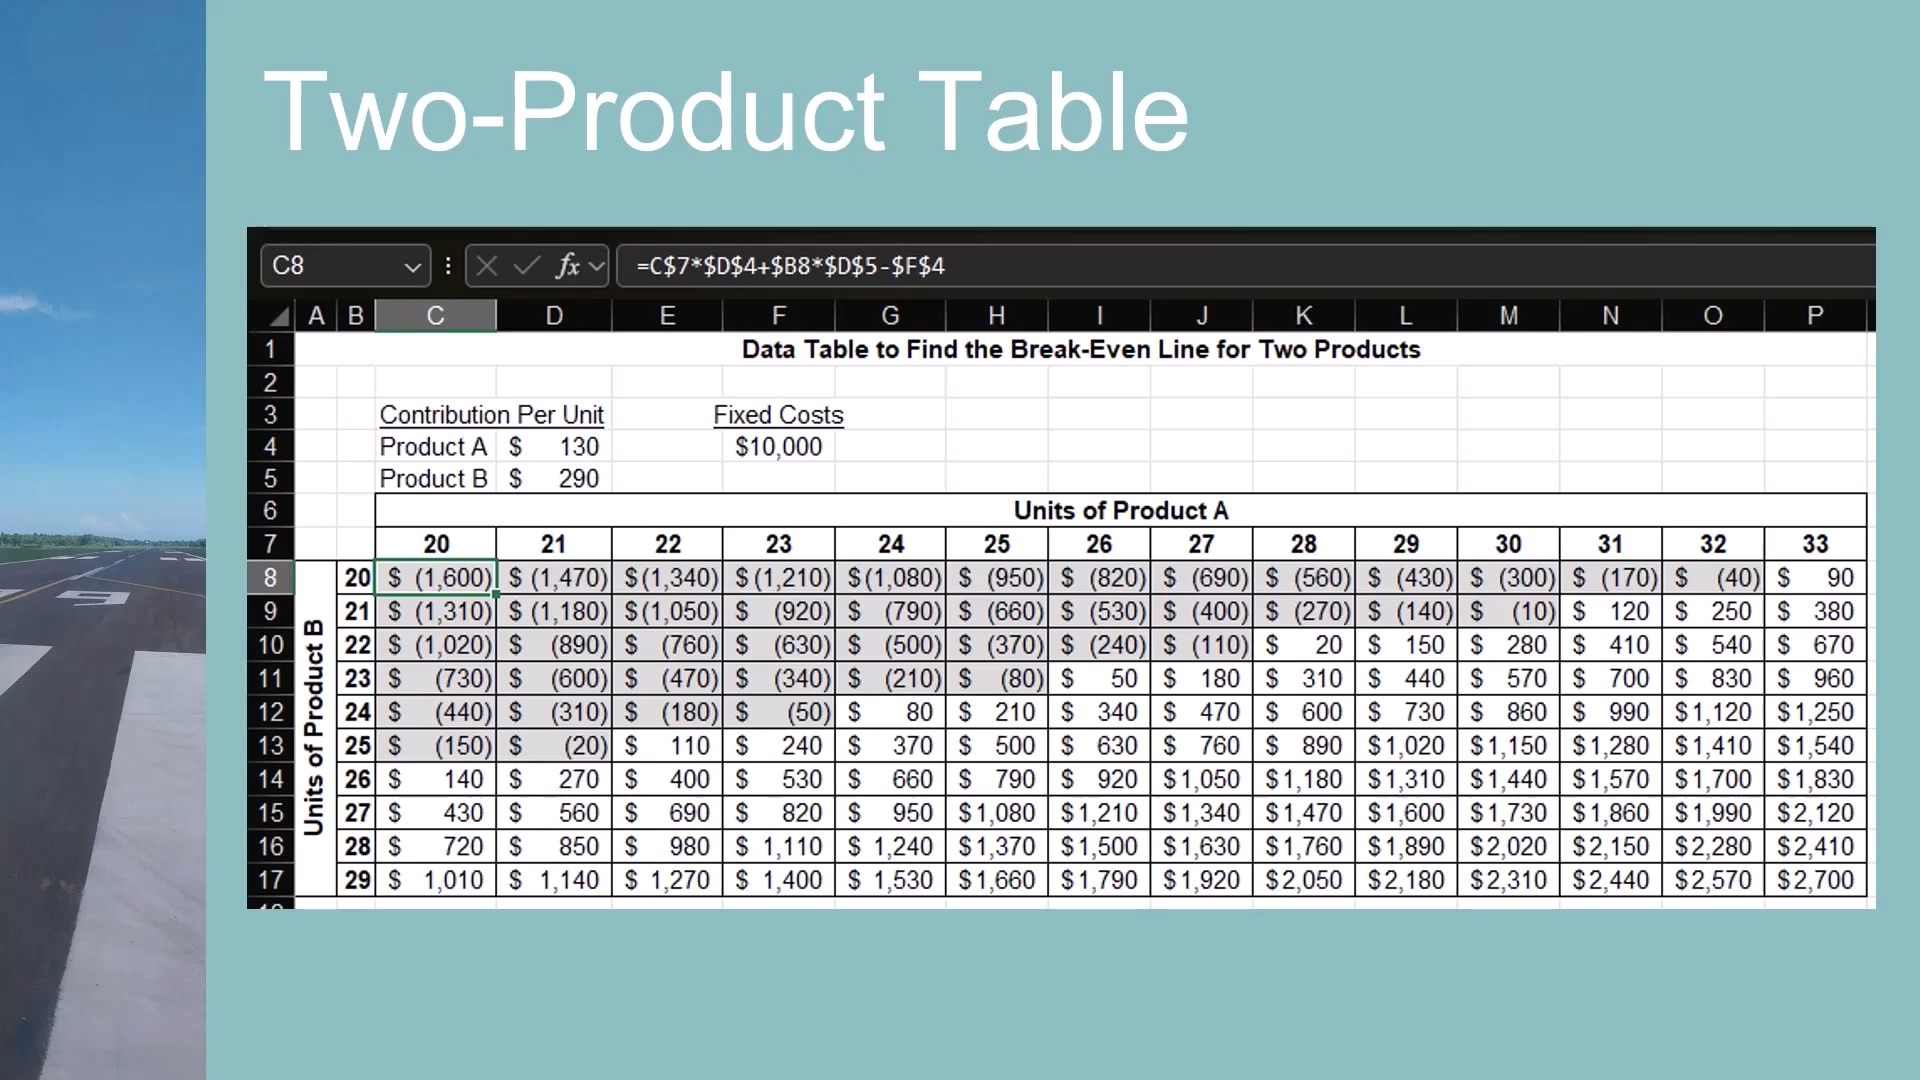 Two-Product Table
C8 fx =C$7*$D$4+$B8*$D$5-$F$4
A B C D E F G H I J K L M N O P
1 Data Table to Find the Break-Even Line for Two Products
2
3 Contribution Per Unit Fixed Costs
4 Product A $ 130 $10,000
5 Product B $ 290
6 Units of Product A
7 20 21 22 23 24 25 26 27 28 29 30 31 32 33
Units of Product B
8 20 $ (1,600) $ (1,470) $ (1,340) $ (1,210) $ (1,080) $ (950) $ (820) $ (690) $ (560) $ (430) $ (300) $ (170) $ (40) $ 90
9 21 $ (1,310) $ (1,180) $ (1,050) $ (920) $ (790) $ (660) $ (530) $ (400) $ (270) $ (140) $ (10) $ 120 $ 250 $ 380
10 22 $ (1,020) $ (890) $ (760) $ (630) $ (500) $ (370) $ (240) $ (110) $ 20 $ 150 $ 280 $ 410 $ 540 $ 670
11 23 $ (730) $ (600) $ (470) $ (340) $ (210) $ (80) $ 50 $ 180 $ 310 $ 440 $ 570 $ 700 $ 830 $ 960
12 24 $ (440) $ (310) $ (180) $ (50) $ 80 $ 210 $ 340 $ 470 $ 600 $ 730 $ 860 $ 990 $1,120 $1,250
13 25 $ (150) $ (20) $ 110 $ 240 $ 370 $ 500 $ 630 $ 760 $ 890 $1,020 $1,150 $1,280 $1,410 $1,540
14 26 $ 140 $ 270 $ 400 $ 530 $ 660 $ 790 $ 920 $1,050 $1,180 $1,310 $1,440 $1,570 $1,700 $1,830
15 27 $ 430 $ 560 $ 690 $ 820 $ 950 $1,080 $1,210 $1,340 $1,470 $1,600 $1,730 $1,860 $1,990 $2,120
16 28 $ 720 $ 850 $ 980 $ 1,110 $ 1,240 $1,370 $1,500 $1,630 $1,760 $1,890 $2,020 $2,150 $2,280 $2,410
17 29 $ 1,010 $ 1,140 $ 1,270 $ 1,400 $ 1,530 $1,660 $1,790 $1,920 $2,050 $2,180 $2,310 $2,440 $2,570 $2,700